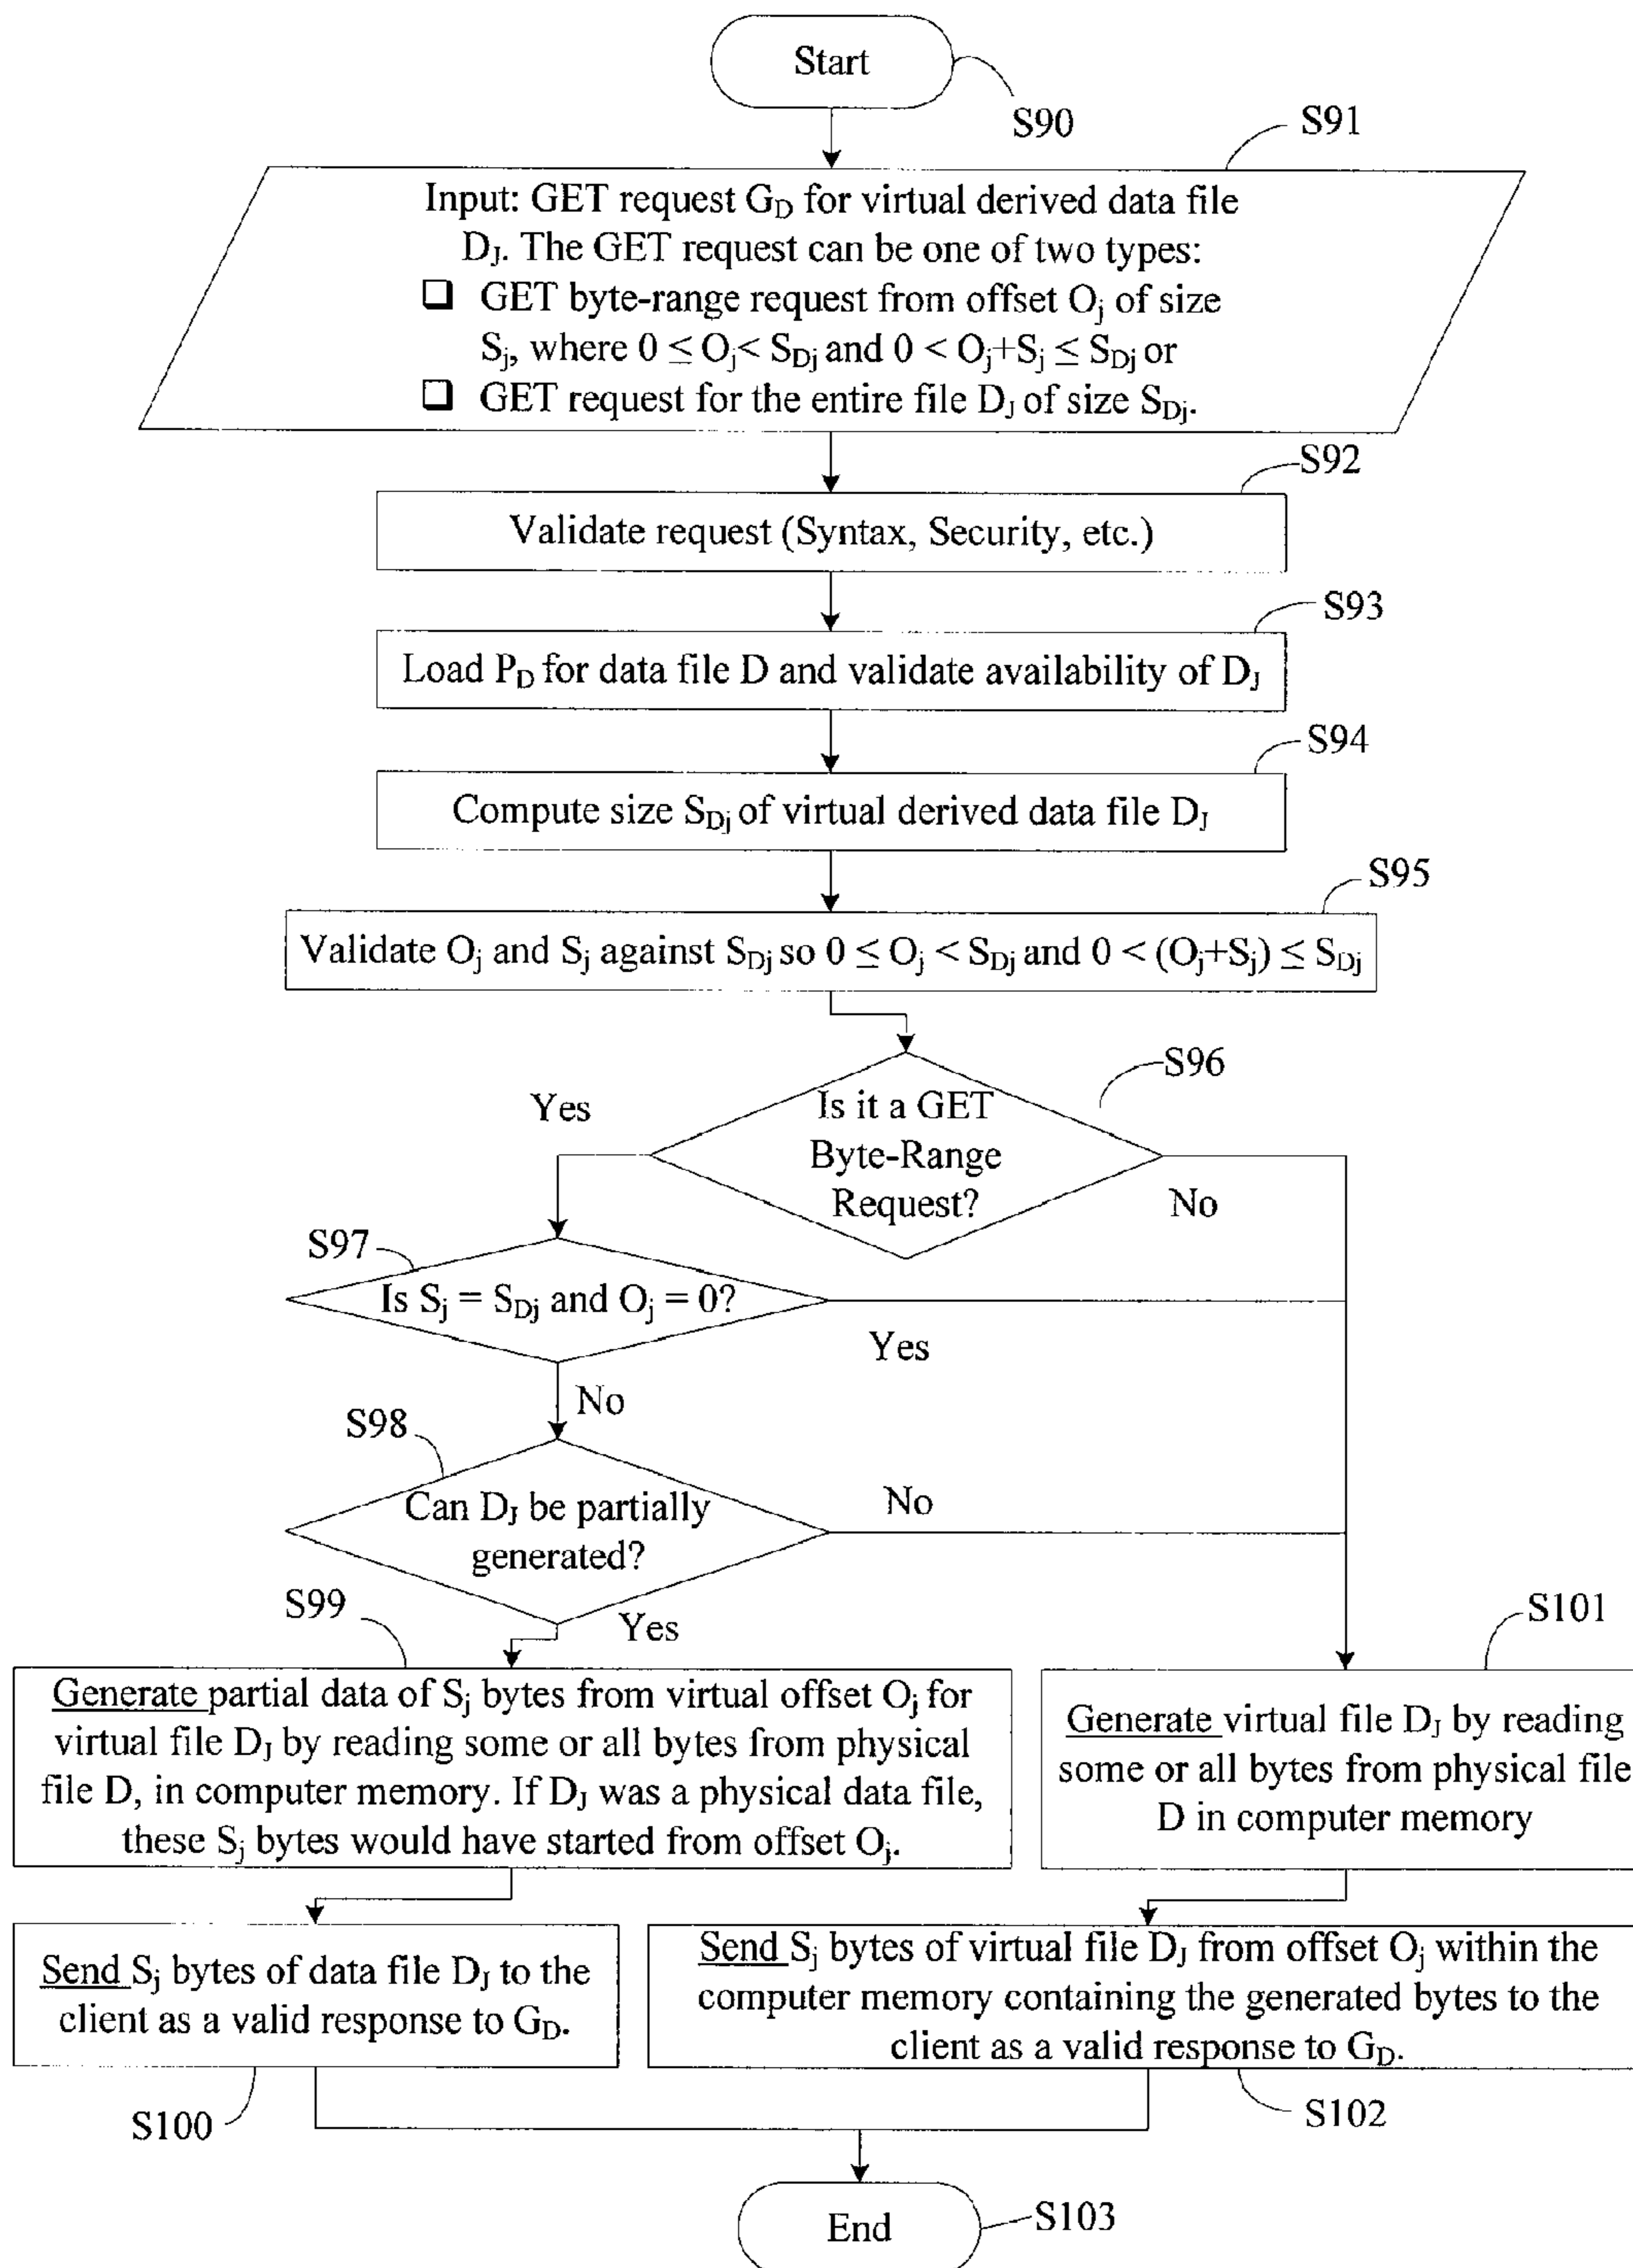 Start
S90
S91
Input: GET request G_D for virtual derived data file
D_J. The GET request can be one of two types:
❑ GET byte-range request from offset O_j of size
S_j, where 0 ≤ O_j < S_Dj and 0 < O_j+S_j ≤ S_Dj or
❑ GET request for the entire file D_J of size S_Dj.
S92
Validate request (Syntax, Security, etc.)
S93
Load P_D for data file D and validate availability of D_J
S94
Compute size S_Dj of virtual derived data file D_J
S95
Validate O_j and S_j against S_Dj so 0 ≤ O_j < S_Dj and 0 < (O_j+S_j) ≤ S_Dj
S96
Is it a GET
Byte-Range
Request?
Yes
No
S97
Is S_j = S_Dj and O_j = 0?
Yes
No
S98
Can D_J be partially
generated?
No
Yes
S99
Generate partial data of S_j bytes from virtual offset O_j for
virtual file D_J by reading some or all bytes from physical
file D, in computer memory. If D_J was a physical data file,
these S_j bytes would have started from offset O_j.
S101
Generate virtual file D_J by reading
some or all bytes from physical file
D in computer memory
Send S_j bytes of data file D_J to the
client as a valid response to G_D.
S100
Send S_j bytes of virtual file D_J from offset O_j within the
computer memory containing the generated bytes to the
client as a valid response to G_D.
S102
End
S103